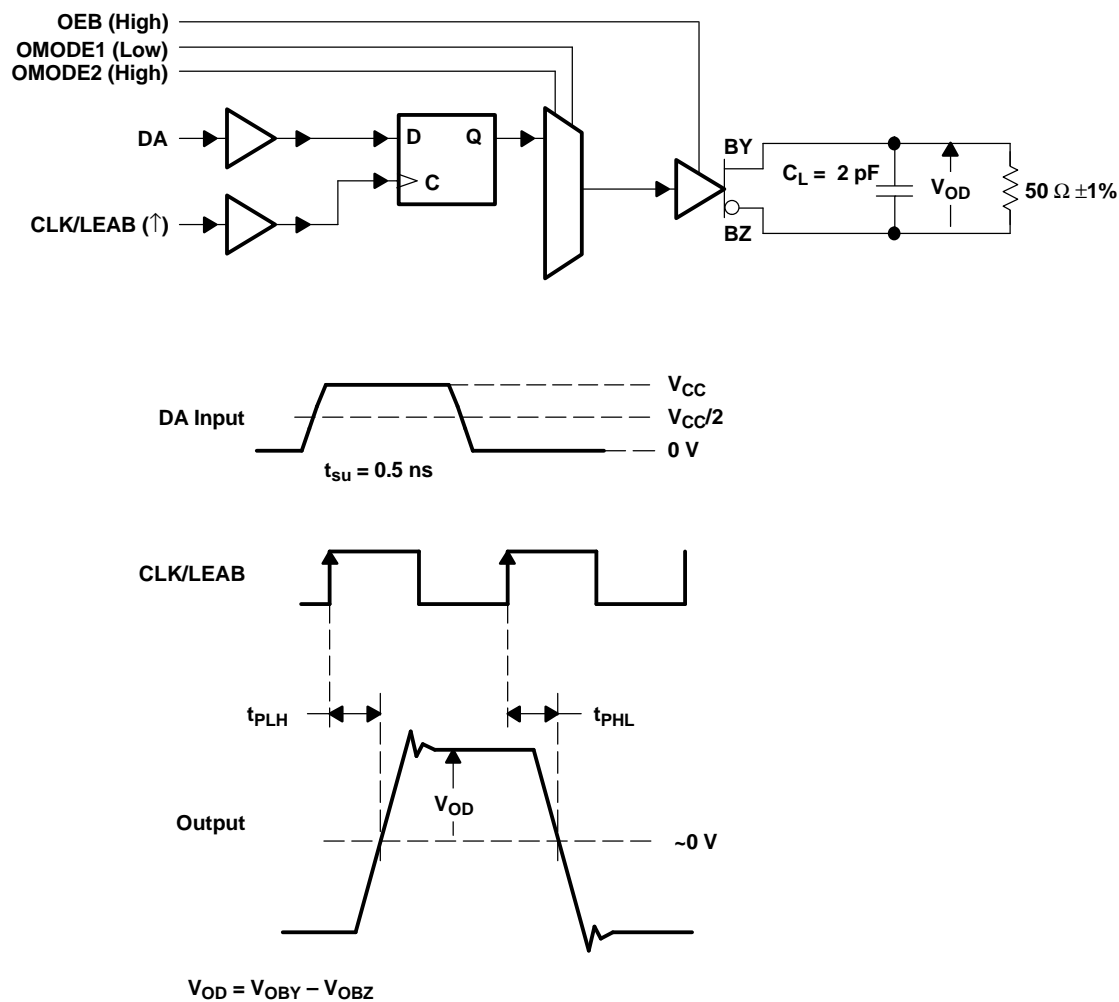 OEB (High)
OMODE1 (Low)
OMODE2 (High)
DA
D Q
C
CLK/LEAB (↑)
BY
BZ
C_L = 2 pF
V_OD
50 Ω ±1%
DA Input
V_CC
V_CC/2
0 V
t_su = 0.5 ns
CLK/LEAB
t_PLH
t_PHL
V_OD
Output
~0 V
V_OD = V_OBY – V_OBZ